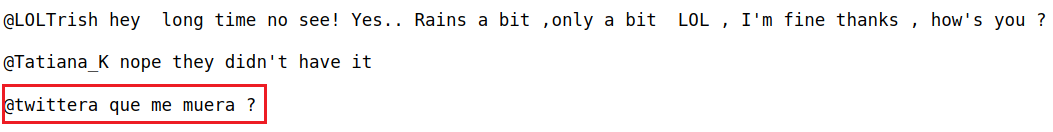 @LOLTrish hey  long time no see! Yes.. Rains a bit ,only a bit  LOL , I'm fine thanks , how's you ?
@Tatiana_K nope they didn't have it
@twittera que me muera ?